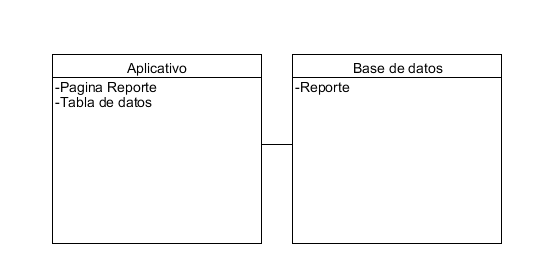 Aplicativo
-Pagina Reporte
-Tabla de datos
Base de datos
-Reporte